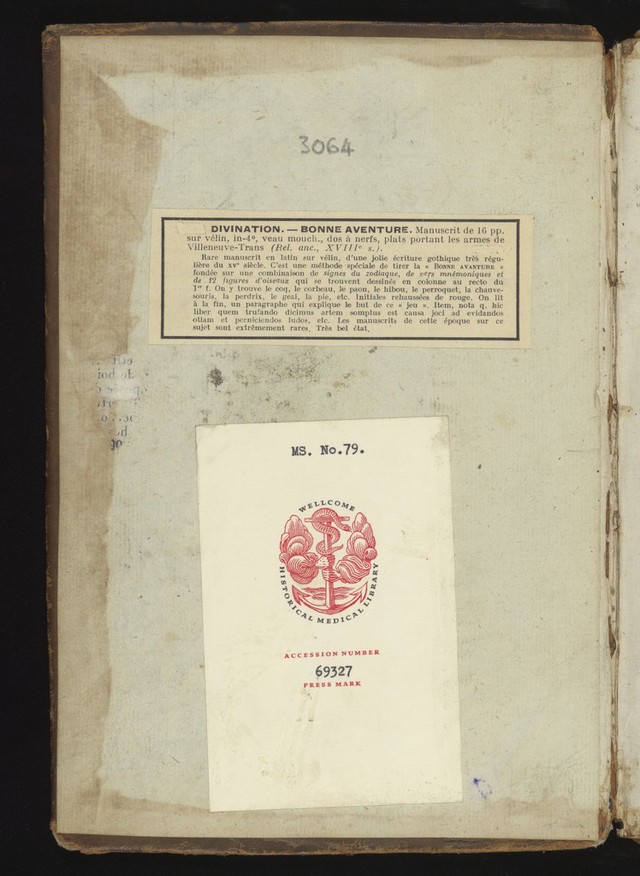 3064
DIVINATION. — BONNE AVENTURE. Manuscrit de 16 pp.
sur vélin, in-4º, veau mouch., dos à nerfs, plats portant les armes de
Villeneuve-Trans (Rel. anc., XVIIIe s.).
Rare manuscrit en latin sur vélin, d'une jolie écriture gothique très régu-
lière du XVe siècle. C'est une méthode spéciale de tirer la « BONNE AVANTURE »
fondée sur une combinaison de signes du zodiaque, de vers mnémoniques et
de 12 figures d'oiseaux qui se trouvent dessinés en colonne au recto du
1er f. On y trouve le coq, le corbeau, le paon, le hibou, le perroquet, la chauve-
souris, la perdrix, le geai, la pie, etc. Initiales rehaussées de rouge. On lit
à la fin, un paragraphe qui explique le but de ce « jeu ». Item, nota q. hic
liber quem trufando dicimus artem somptus est causa joci ad evidandos
otiam et perniciendos ludos, etc. Les manuscrits de cette époque sur ce
sujet sont extrêmement rares. Très bel état.
MS. No.79.
WELLCOME
HISTORICAL MEDICAL LIBRARY
ACCESSION NUMBER
69327
PRESS MARK